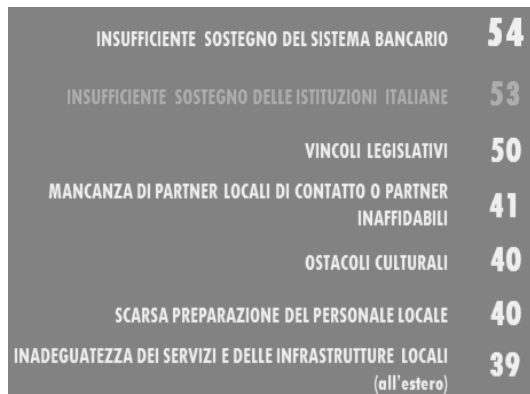 INSUFFICIENTE SOSTEGNO DEL SISTEMA BANCARIO 54
INSUFFICIENTE SOSTEGNO DELLE ISTITUZIONI ITALIANE 53
VINCOLI LEGISLATIVI 50
MANCANZA DI PARTNER LOCALI DI CONTATTO O PARTNER
INAFFIDABILI 41
OSTACOLI CULTURALI 40
SCARSA PREPARAZIONE DEL PERSONALE LOCALE 40
INADEGUATEZZA DEI SERVIZI E DELLE INFRASTRUTTURE LOCALI
(all'estero) 39